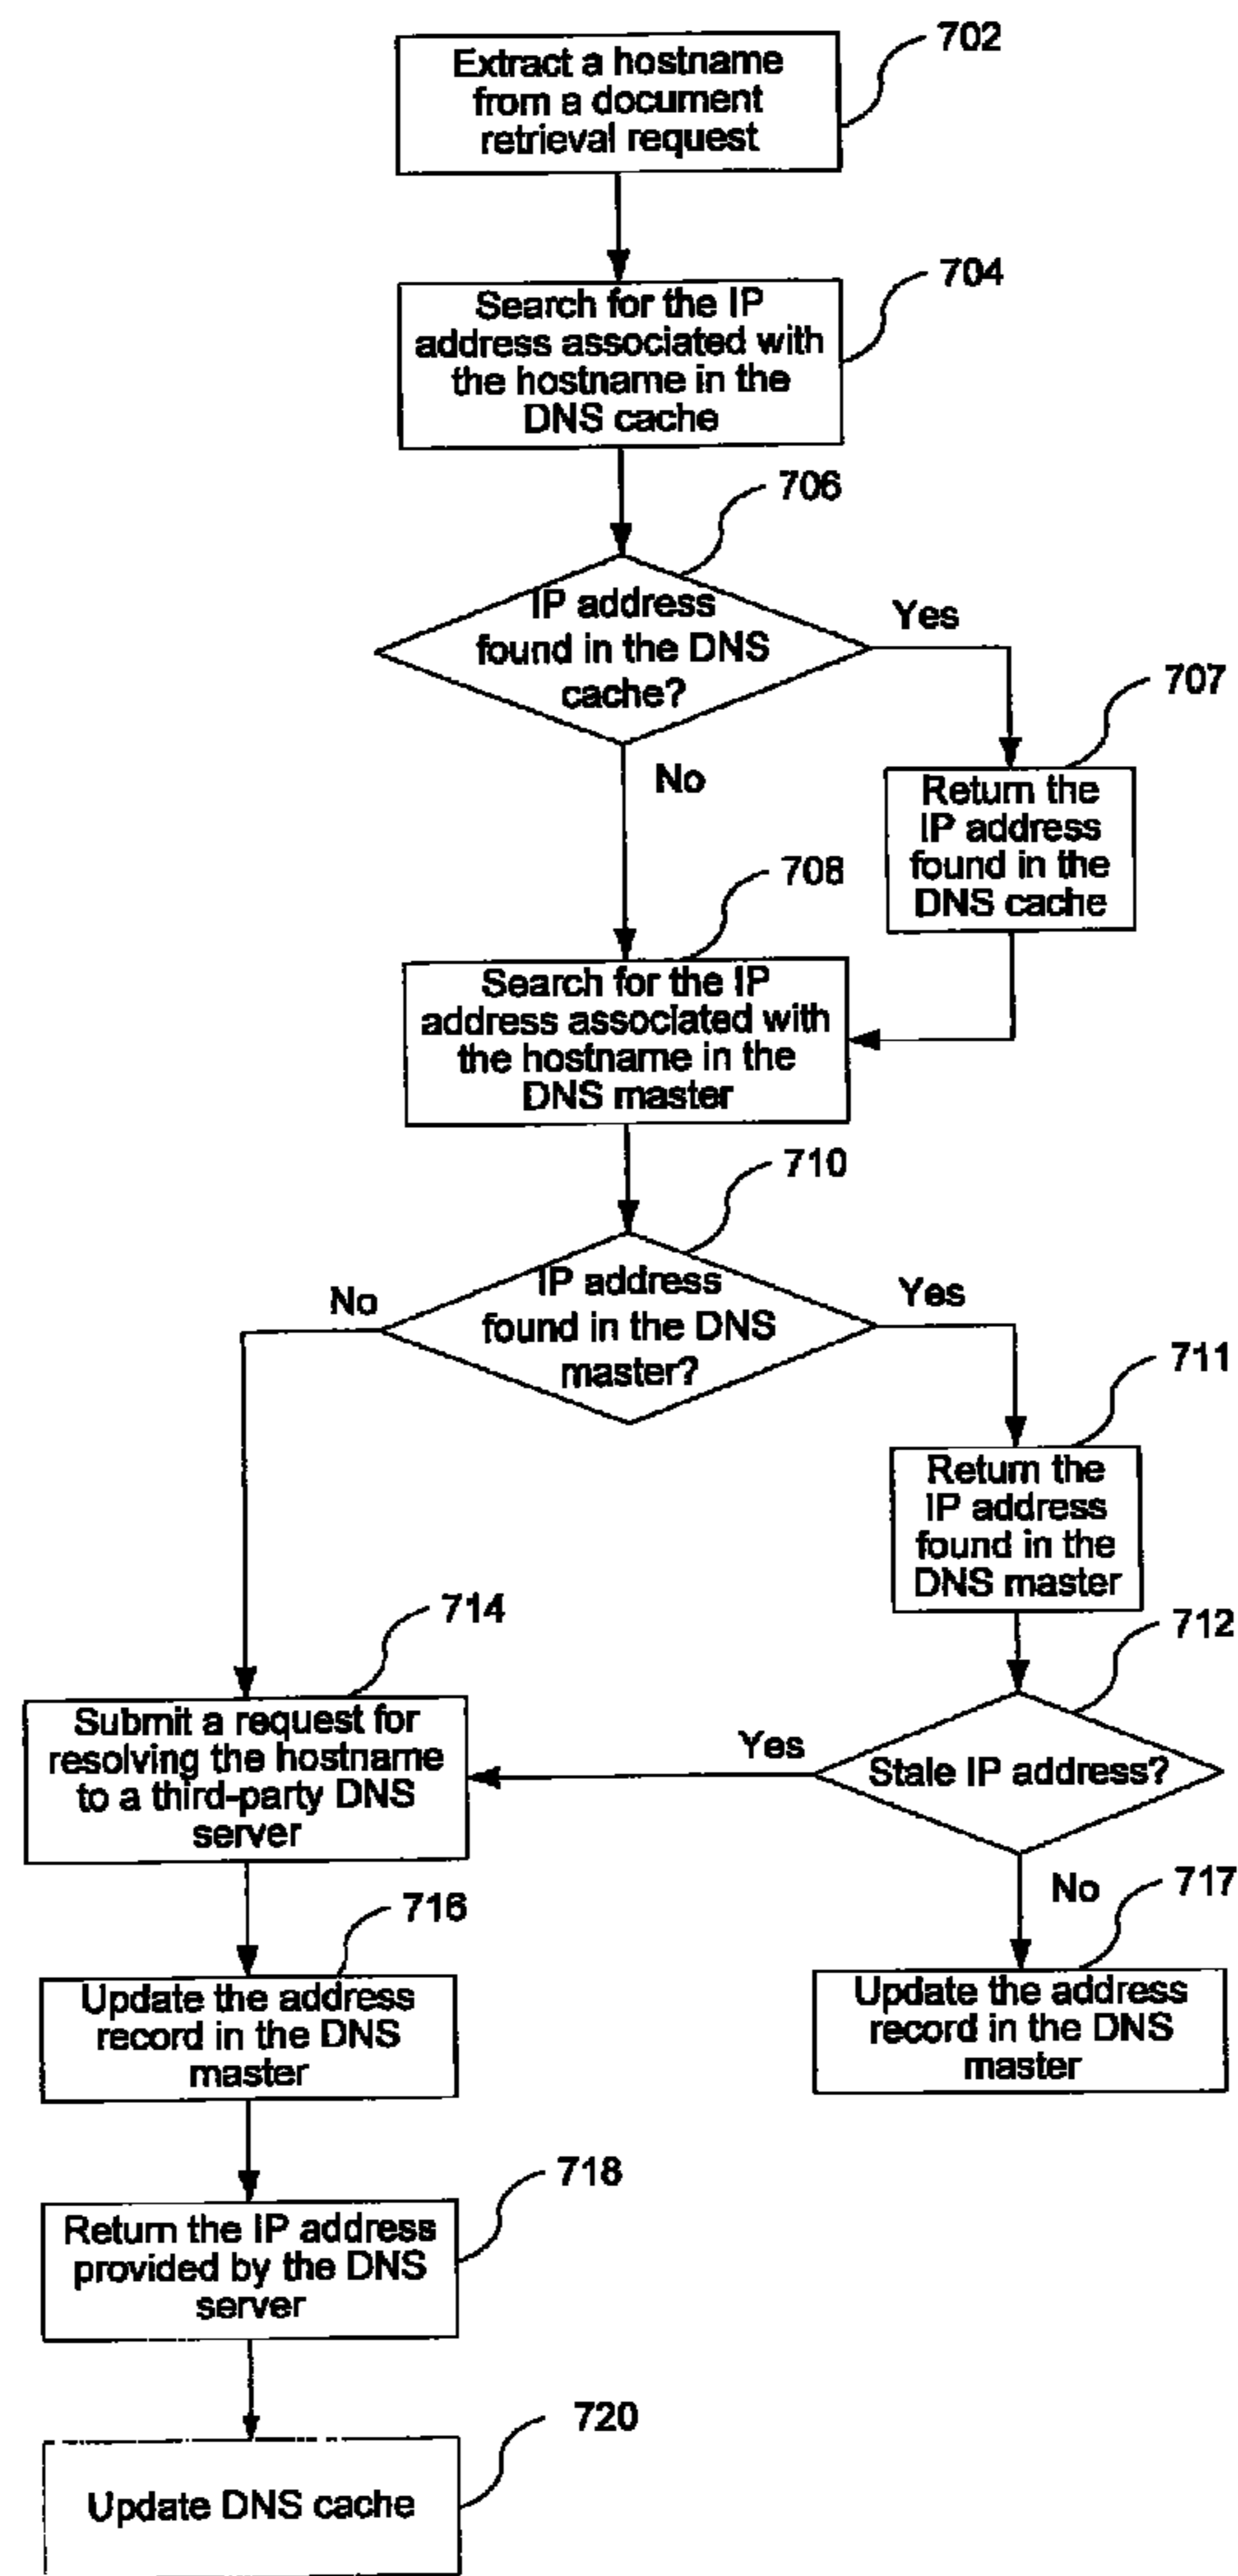 702
Extract a hostname
from a document
retrieval request
704
Search for the IP
address associated with
the hostname in the
DNS cache
706
IP address
found in the DNS
cache?
Yes
707
No
Return the
IP address
found in the
DNS cache
708
Search for the IP
address associated with
the hostname in the
DNS master
710
IP address
found in the DNS
master?
No
Yes
711
Return the
IP address
found in the
DNS master
714
712
Submit a request for
resolving the hostname
to a third-party DNS
server
Yes
Stale IP address?
No
717
716
Update the address
record in the DNS
master
Update the address
record in the DNS
master
718
Return the IP address
provided by the DNS
server
720
Update DNS cache